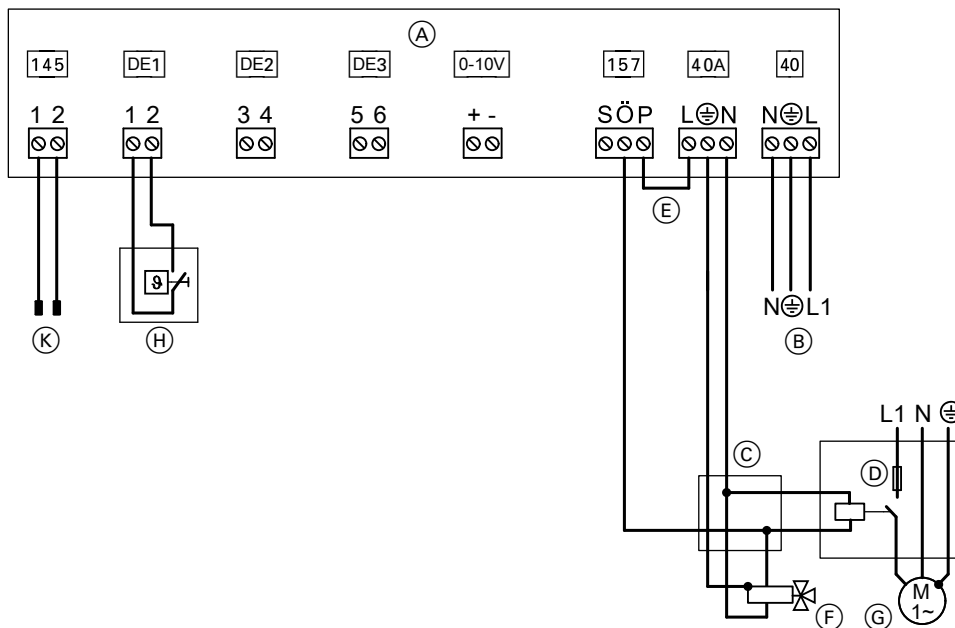 A
145 DE1 DE2 DE3 0-10V 157 40A 40
1 2 1 2 3 4 5 6 + - S Ö P L N N L
E
K
H
N L1
B
L1 N
C
D
F
G
M
1~
ϑ